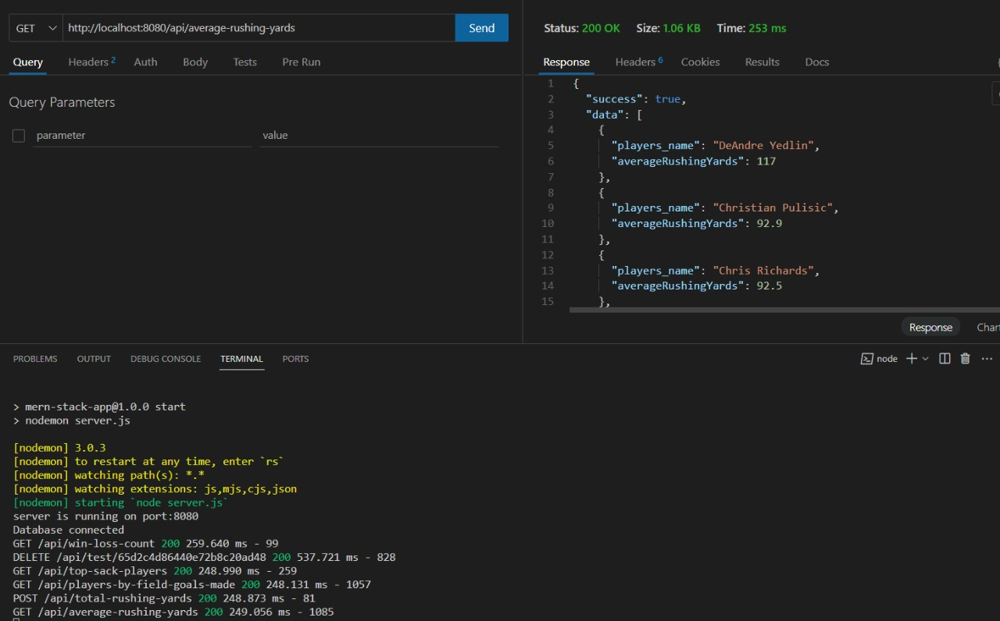 GET http://localhost:8080/api/average-rushing-yards Send
Query Headers 2 Auth Body Tests Pre Run
Query Parameters
parameter value
Status: 200 OK Size: 1.06 KB Time: 253 ms
Response Headers 6 Cookies Results Docs
1 {
2 "success": true,
3 "data": [
4 {
5 "players_name": "DeAndre Yedlin",
6 "averageRushingYards": 117
7 },
8 {
9 "players_name": "Christian Pulisic",
10 "averageRushingYards": 92.9
11 },
12 {
13 "players_name": "Chris Richards",
14 "averageRushingYards": 92.5
15 },
Response Chart
PROBLEMS OUTPUT DEBUG CONSOLE TERMINAL PORTS node
> mern-stack-app@1.0.0 start
> nodemon server.js
[nodemon] 3.0.3
[nodemon] to restart at any time, enter `rs`
[nodemon] watching path(s): *.*
[nodemon] watching extensions: js,mjs,cjs,json
[nodemon] starting `node server.js`
server is running on port:8080
Database connected
GET /api/win-loss-count 200 259.640 ms - 99
DELETE /api/test/65d2c4d86440e72b8c20ad48 200 537.721 ms - 828
GET /api/top-sack-players 200 248.990 ms - 259
GET /api/players-by-field-goals-made 200 248.131 ms - 1057
POST /api/total-rushing-yards 200 248.873 ms - 81
GET /api/average-rushing-yards 200 249.056 ms - 1085